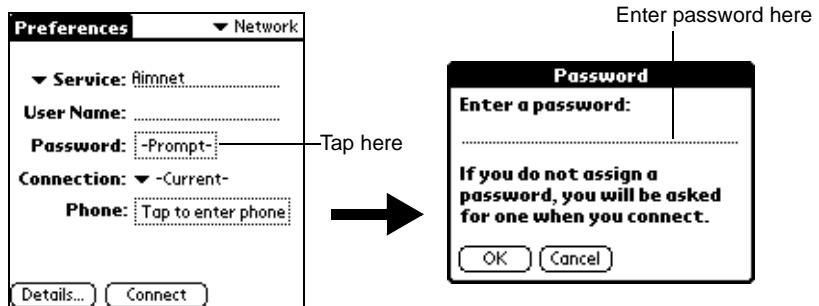 Enter password here
Preferences ▼ Network
▼ Service: Aimnet
User Name:
Password: -Prompt-
Tap here
Connection: ▼ -Current-
Phone: Tap to enter phone
Details... Connect
Password
Enter a password:
If you do not assign a
password, you will be asked
for one when you connect.
OK Cancel